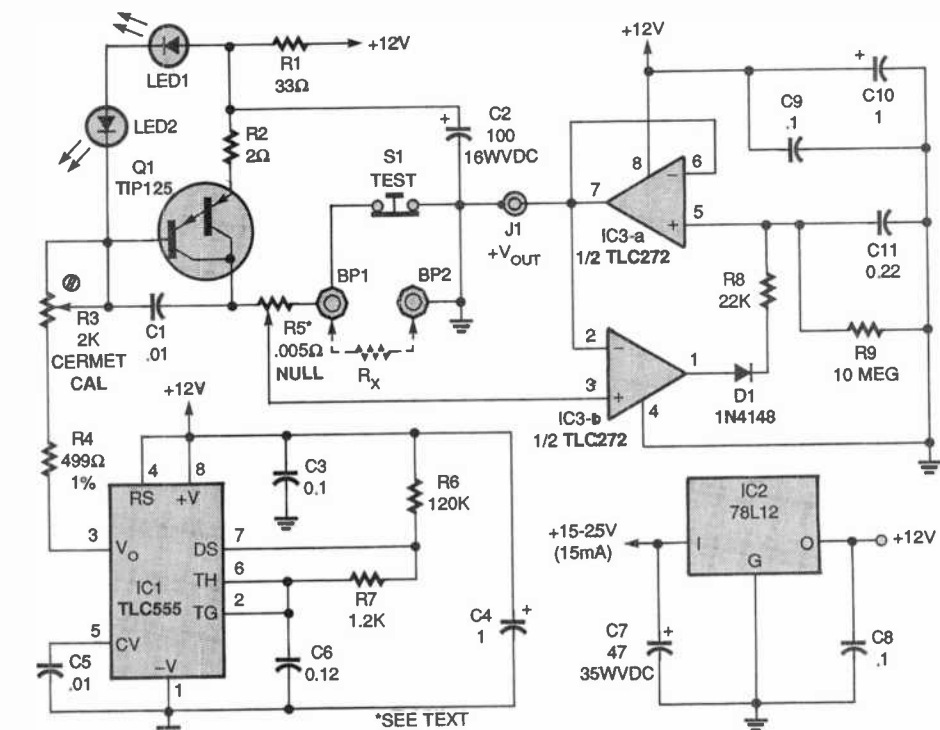 LED1
R1
33Ω
+12V
LED2
R2
2Ω
+
C2
100
16WVDC
Q1
TIP125
S1
TEST
+12V
C9
.1
+
C10
1
8
6
7
5
−
+
IC3-a
1/2 TLC272
J1
+VOUT
C11
0.22
R8
22K
R9
10 MEG
BP1
BP2
R3
2K
CERMET
CAL
C1
.01
R5*
.005Ω
NULL
RX
2
3
1
4
−
+
IC3-b
1/2 TLC272
D1
1N4148
+12V
R4
499Ω
1%
4
8
RS
+V
C3
0.1
R6
120K
3
VO
DS
7
TH
6
TG
2
IC1
TLC555
5
CV
−V
1
R7
1.2K
C4
1
+
C5
.01
C6
0.12
*SEE TEXT
IC2
78L12
I
O
G
+15-25V
(15mA)
+12V
C7
47
35WVDC
+
C8
.1